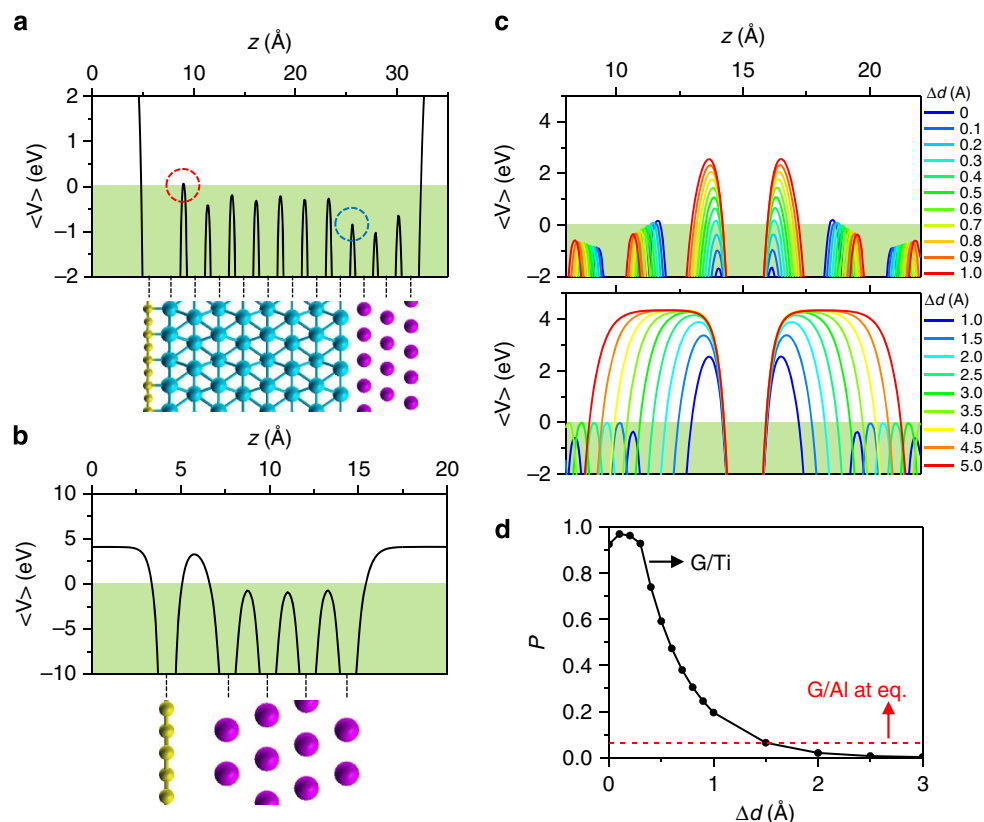 a
z (Å)
0 10 20 30
2
1
0
−1
−2
<V> (eV)
b
z (Å)
0 5 10 15 20
10
5
0
−5
−10
<V> (eV)
c
z (Å)
10 15 20
4
2
0
−2
<V> (eV)
Δd (A)
0
0.1
0.2
0.3
0.4
0.5
0.6
0.7
0.8
0.9
1.0
4
2
0
−2
<V> (eV)
Δd (A)
1.0
1.5
2.0
2.5
3.0
3.5
4.0
4.5
5.0
d
1.0
0.8
0.6
0.4
0.2
0.0
P
G/Ti
G/Al at eq.
0 1 2 3
Δd (Å)